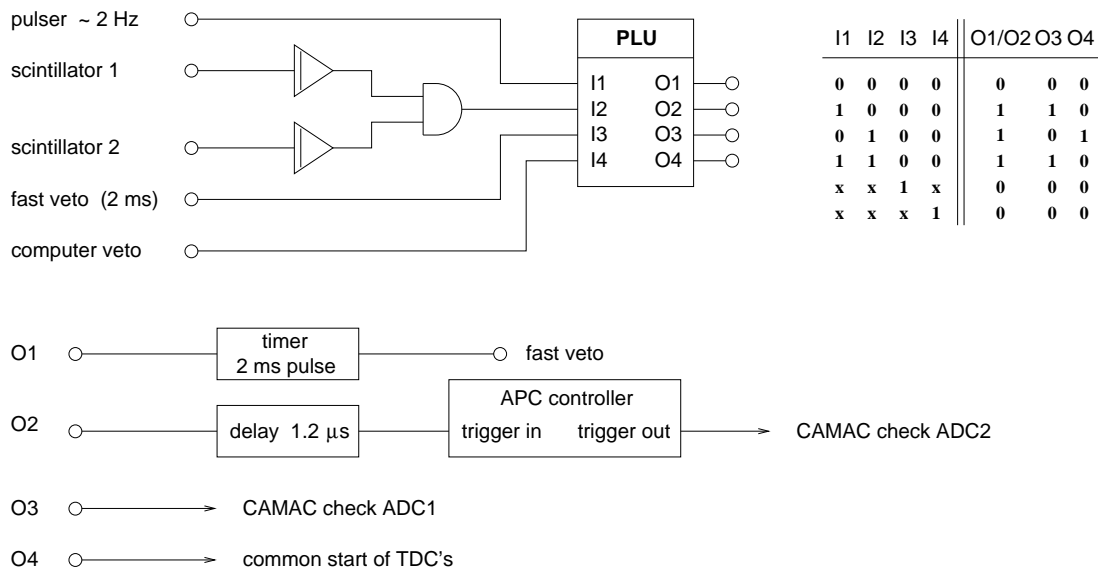 pulser ~ 2 Hz
scintillator 1
scintillator 2
fast veto (2 ms)
computer veto
PLU
I1 O1
I2 O2
I3 O3
I4 O4
I1 I2 I3 I4 O1/O2 O3 O4
0 0 0 0 0 0 0
1 0 0 0 1 1 0
0 1 0 0 1 0 1
1 1 0 0 1 1 0
x x 1 x 0 0 0
x x x 1 0 0 0
O1 timer fast veto
2 ms pulse
O2 delay 1.2 μs
APC controller
trigger in trigger out
CAMAC check ADC2
O3 CAMAC check ADC1
O4 common start of TDC's